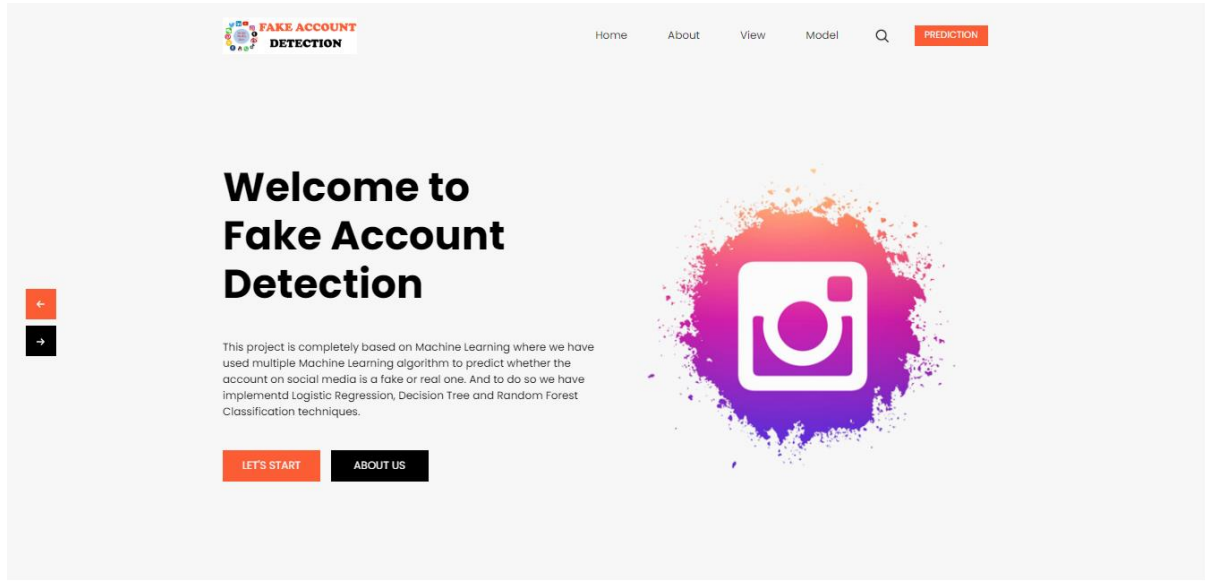 FAKE ACCOUNT
DETECTION
Home About View Model PREDICTION
Welcome to
Fake Account
Detection
This project is completely based on Machine Learning where we have
used multiple Machine Learning algorithm to predict whether the
account on social media is a fake or real one. And to do so we have
implementd Logistic Regression, Decision Tree and Random Forest
Classification techniques.
LET'S START ABOUT US